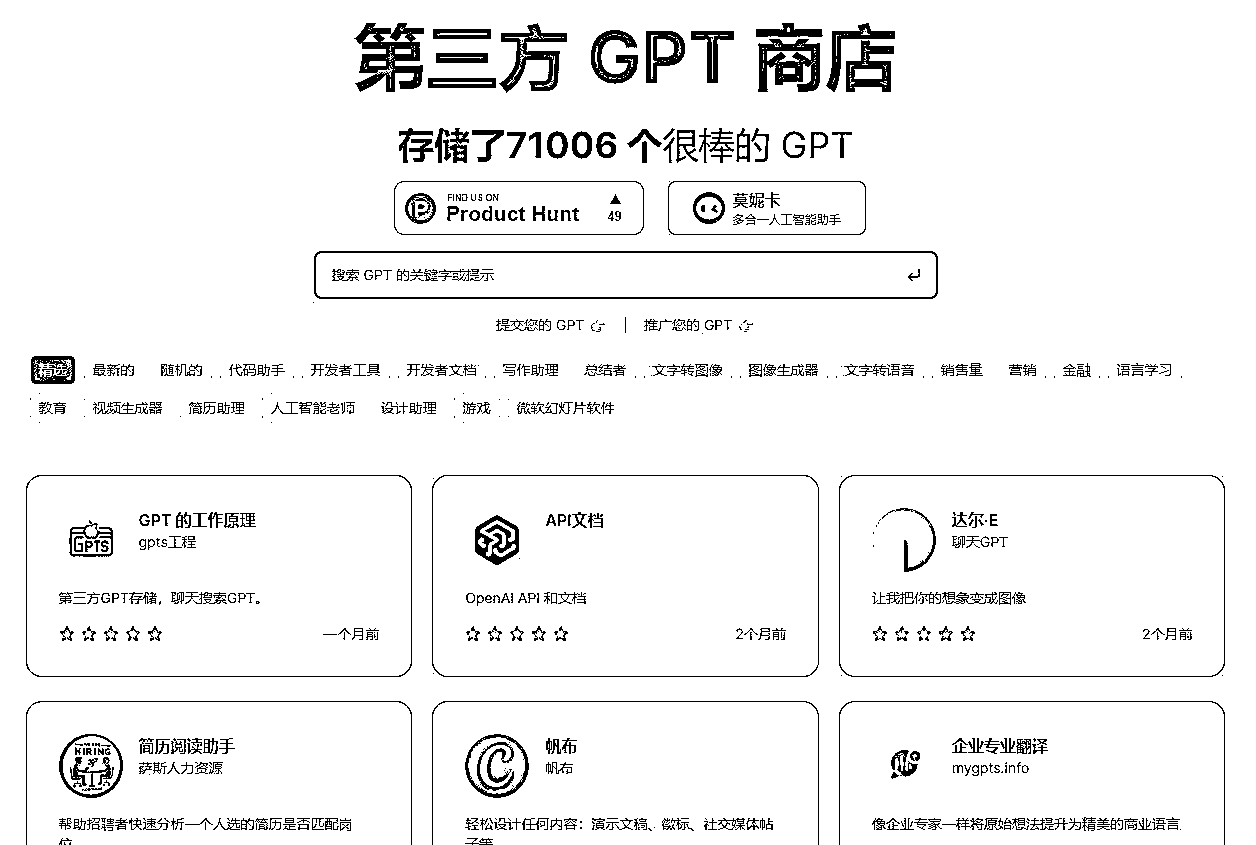 第三方 GPT 商店
存储了71006 个很棒的 GPT
FIND US ON
Product Hunt
49
莫妮卡
多合一人工智能助手
搜索 GPT 的关键字或提示
提交您的 GPT
推广您的 GPT
精选 最新的 随机的 代码助手 开发者工具 开发者文档 写作助理 总结者 文字转图像 图像生成器 文字转语音 销售量 营销 金融 语言学习
教育 视频生成器 简历助理 人工智能老师 设计助理 游戏 微软幻灯片软件
GPTS
GPT 的工作原理
gpts工程
第三方GPT存储，聊天搜索GPT。
一个月前
API文档
OpenAI API 和文档
2个月前
达尔·E
聊天GPT
让我把你的想象变成图像
2个月前
HIRING
简历阅读助手
萨斯人力资源
帮助招聘者快速分析一个人选的简历是否匹配岗
位
帆布
帆布
轻松设计任何内容：演示文稿、徽标、社交媒体帖
子等
企业专业翻译
mygpts.info
像企业专家一样将原始想法提升为精美的商业语言